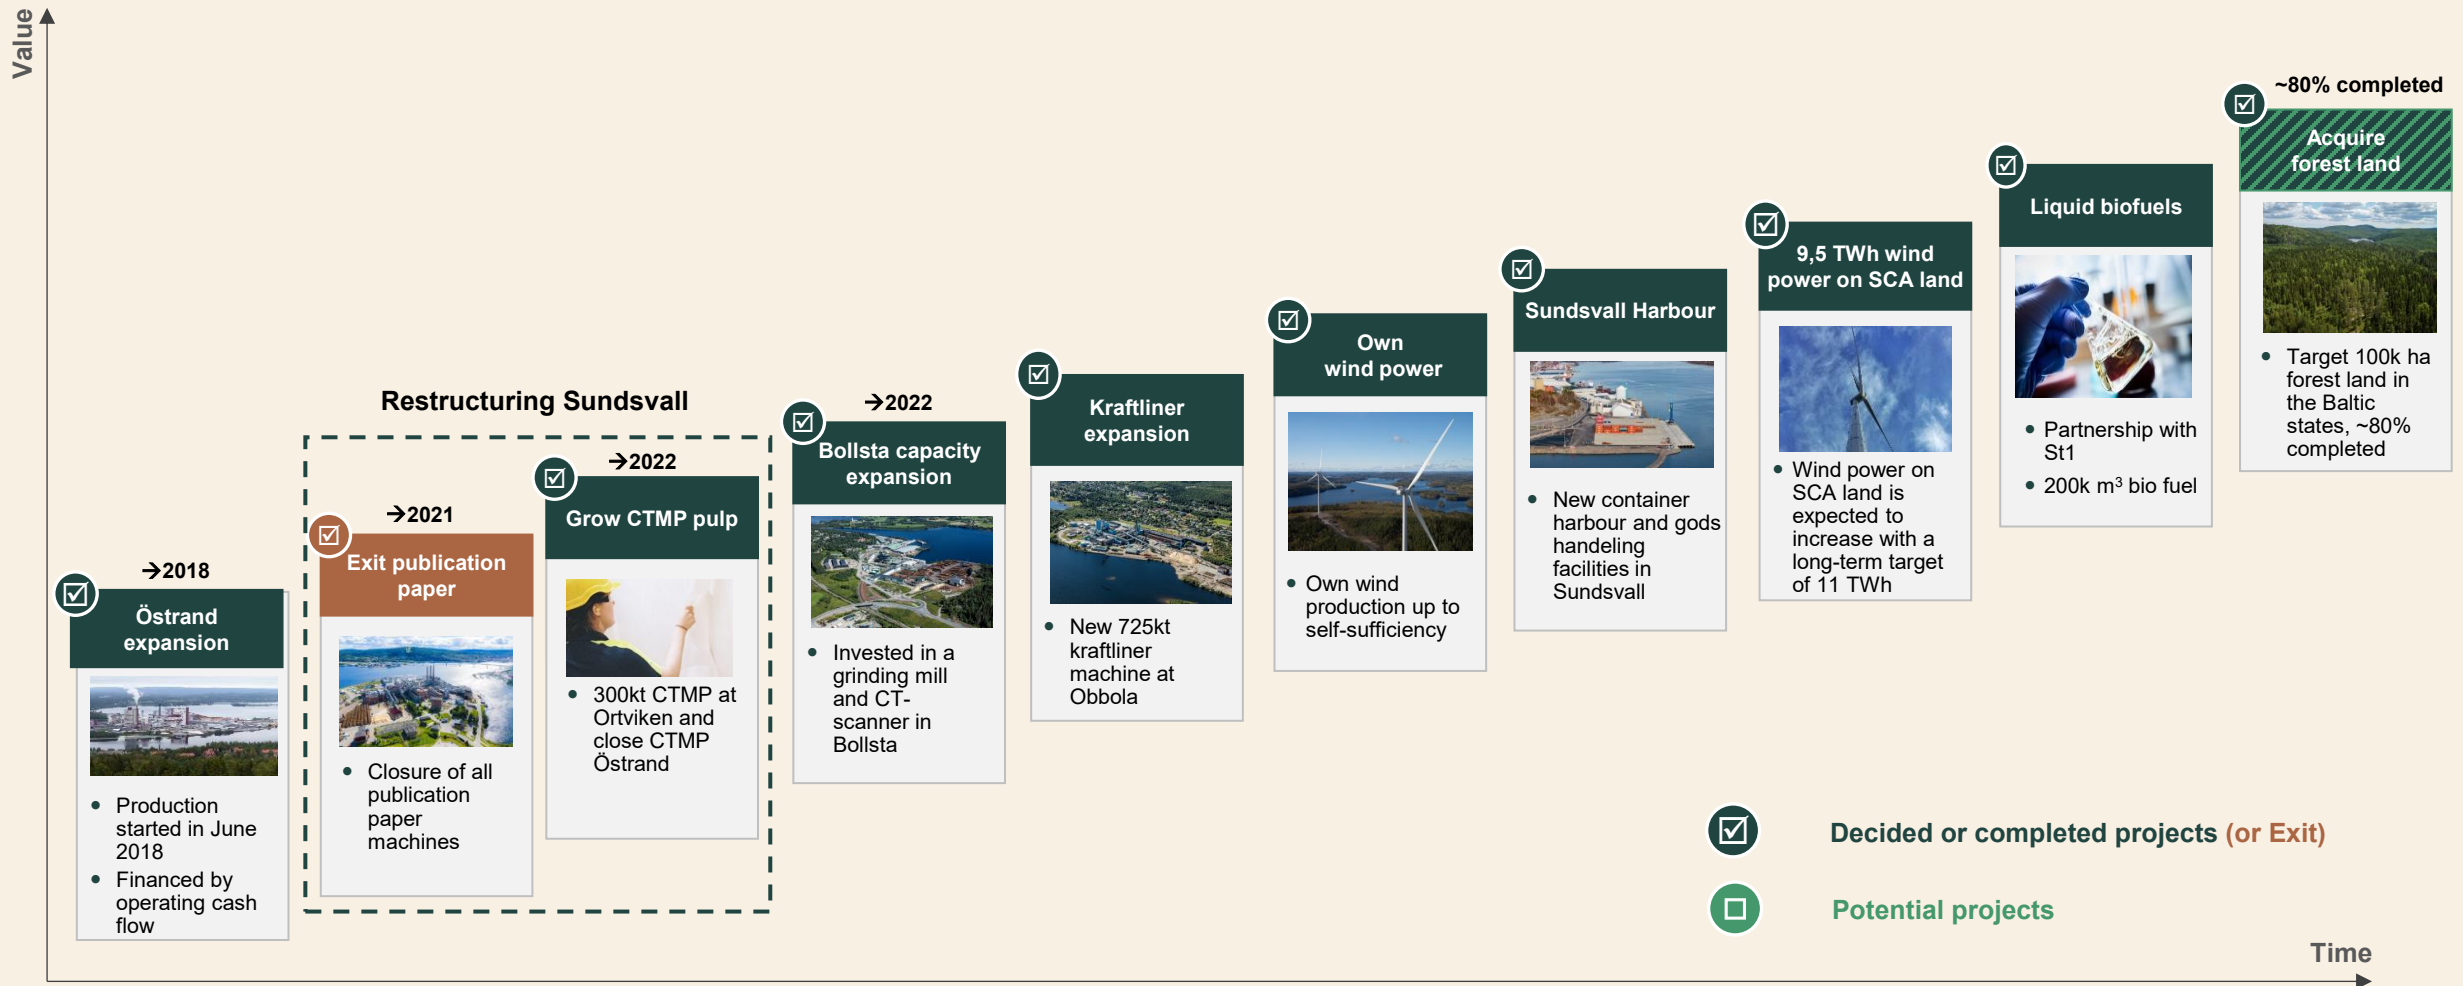 Value
→2018
Östrand
expansion
Production
started in June
2018
Financed by
operating cash
flow
Restructuring Sundsvall
→2021
Exit publication
paper
Closure of all
publication
paper
machines
→2022
Grow CTMP pulp
300kt CTMP at
Ortviken and
close CTMP
Östrand
→2022
Bollsta capacity
expansion
Invested in a
grinding mill
and CT-
scanner in
Bollsta
Kraftliner
expansion
New 725kt
kraftliner
machine at
Obbola
Own
wind power
Own wind
production up to
self-sufficiency
Sundsvall Harbour
New container
harbour and gods
handeling
facilities in
Sundsvall
9,5 TWh wind
power on SCA land
Wind power on
SCA land is
expected to
increase with a
long-term target
of 11 TWh
Liquid biofuels
Partnership with
St1
200k m³ bio fuel
~80% completed
Acquire
forest land
Target 100k ha
forest land in
the Baltic
states, ~80%
completed
Decided or completed projects (or Exit)
Potential projects
Time